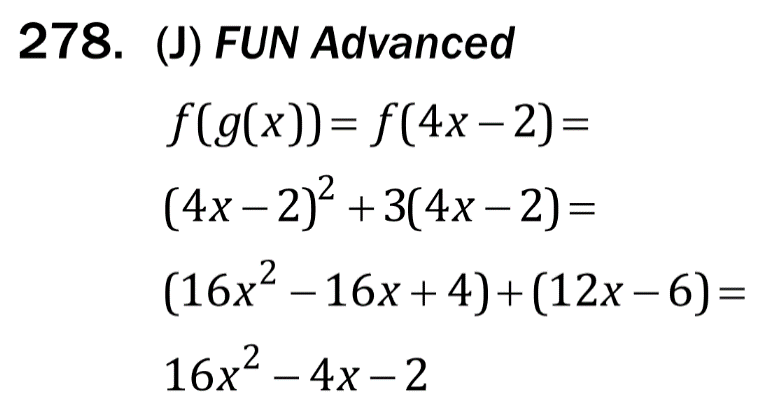 278. (J) FUN Advanced
f(g(x)) = f(4x − 2) =
(4x − 2)² + 3(4x − 2) =
(16x² − 16x + 4) + (12x − 6) =
16x² − 4x − 2